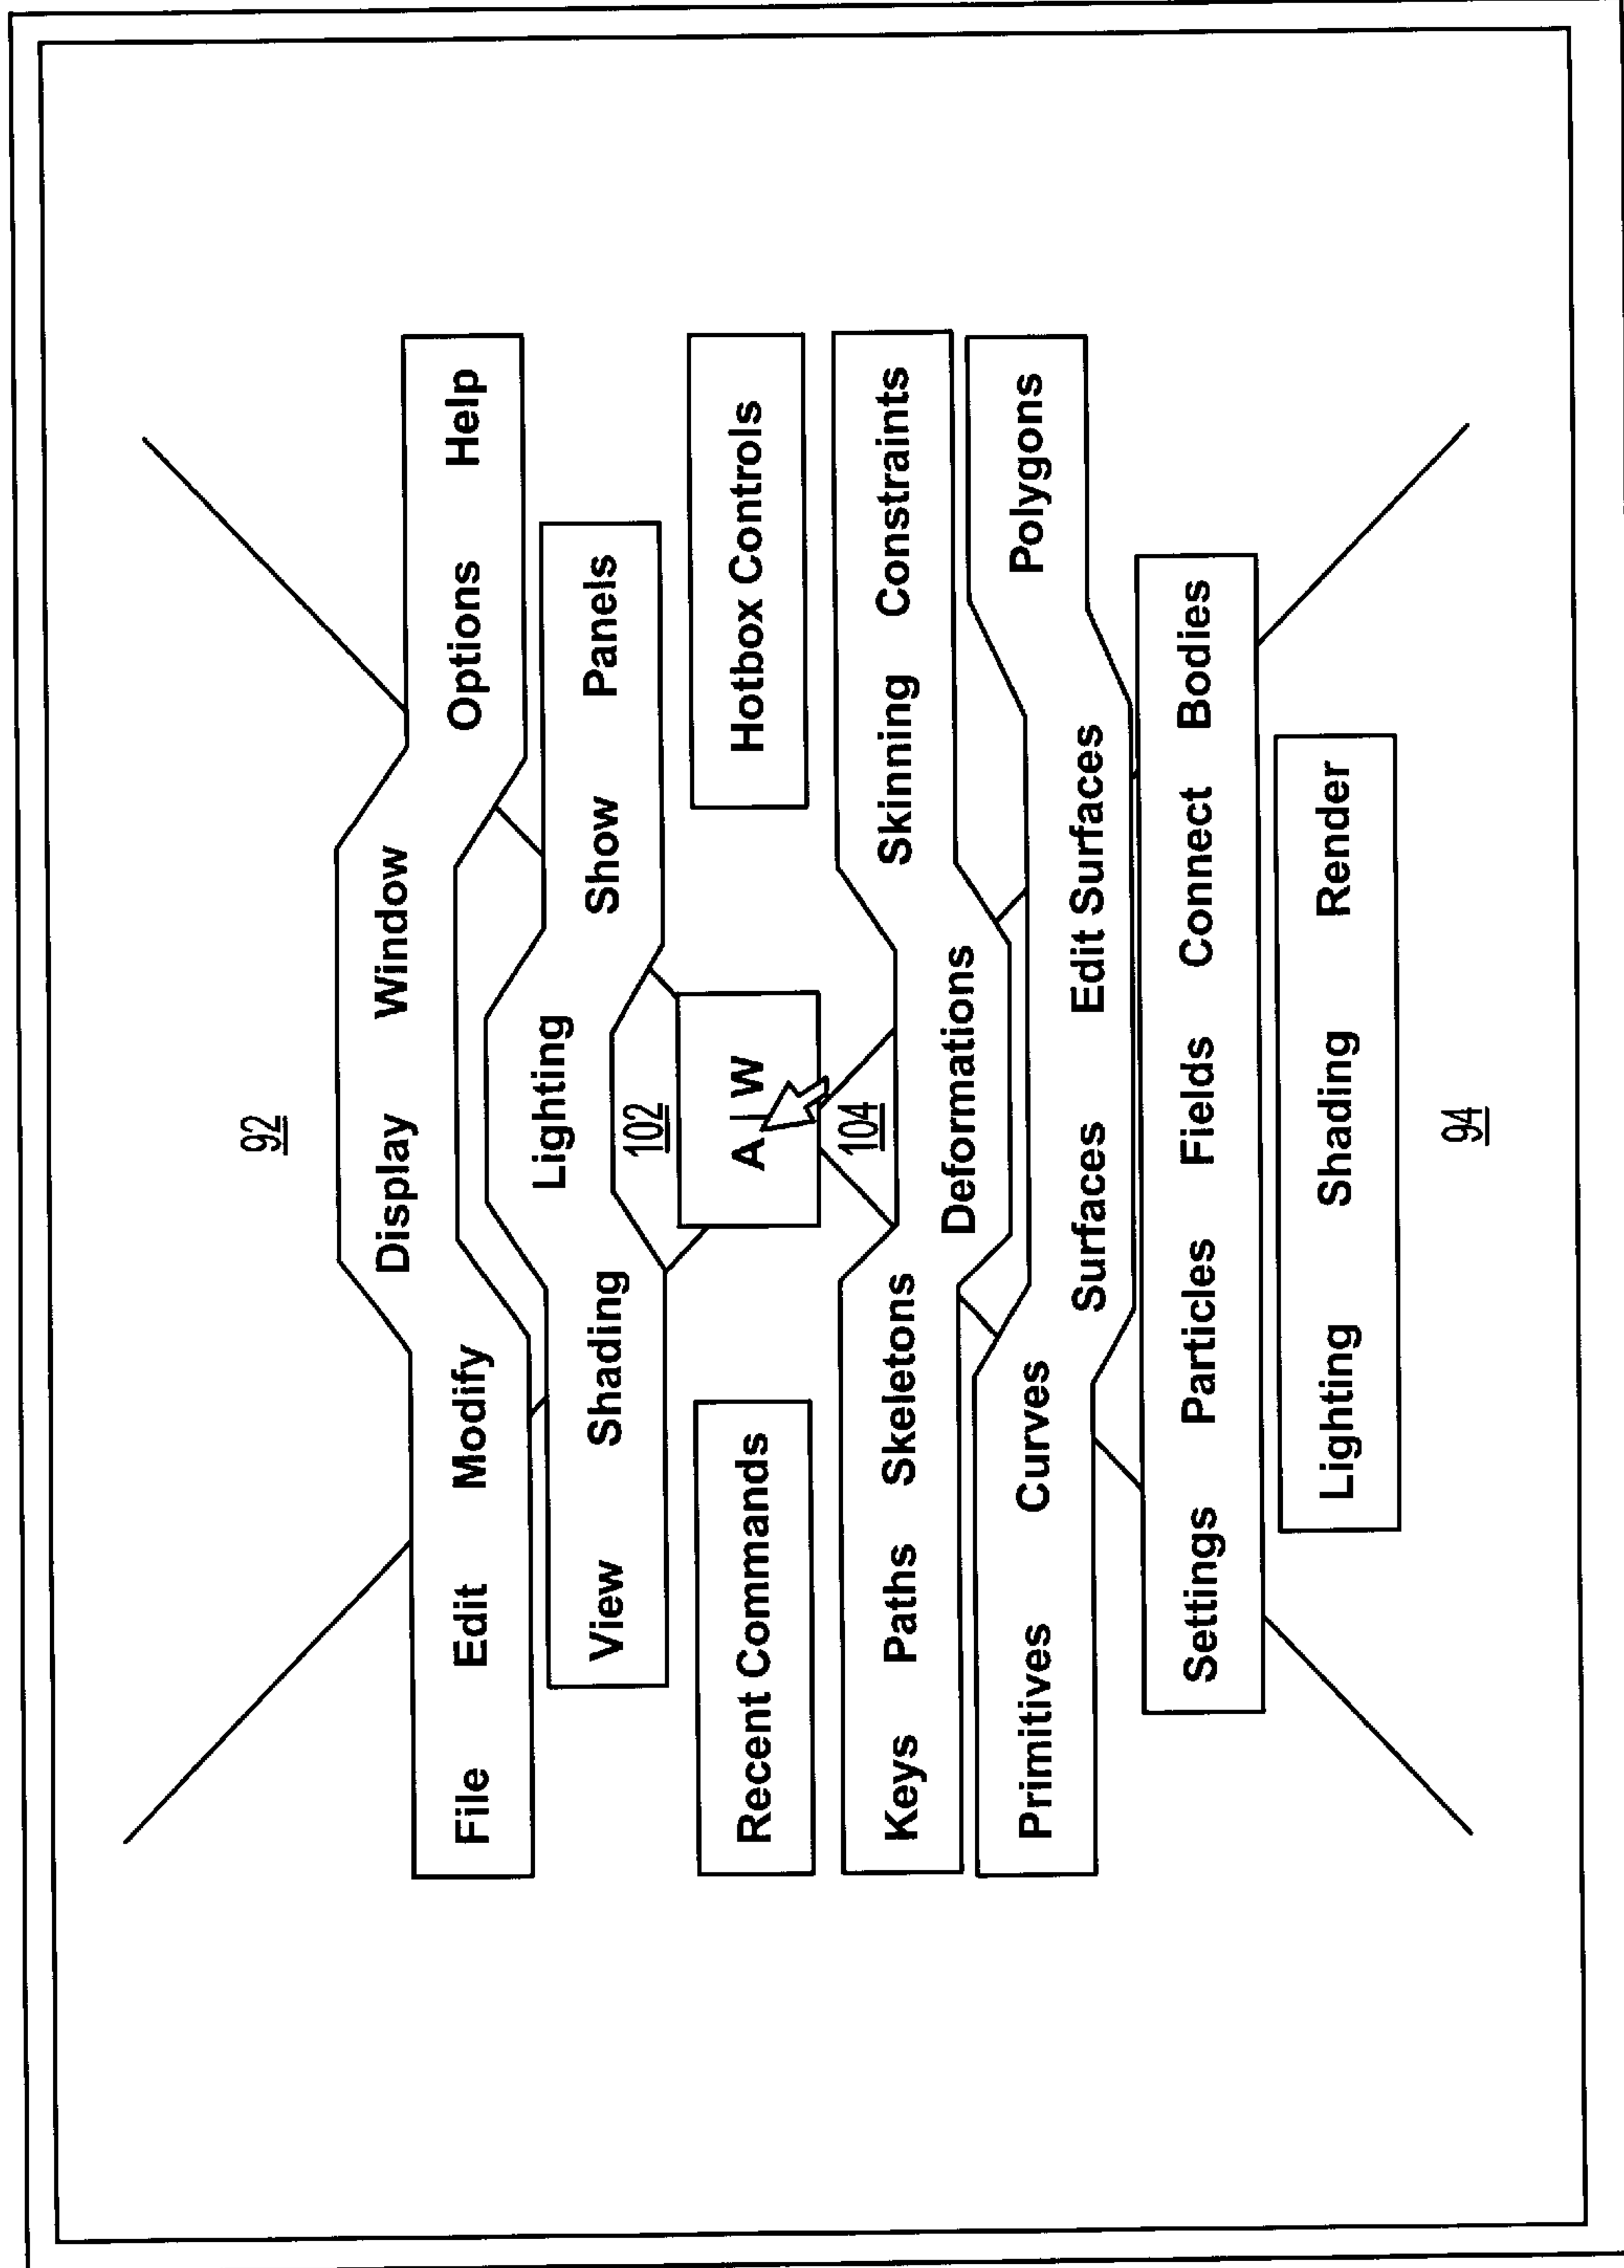 92
File Edit Modify Display Window Options Help
View Shading Lighting Show Panels
102
Recent Commands A|W Hotbox Controls
104
Keys Paths Skeletons Deformations Skinning Constraints
Primitives Curves Surfaces Edit Surfaces Polygons
Settings Particles Fields Connect Bodies
Lighting Shading Render
94